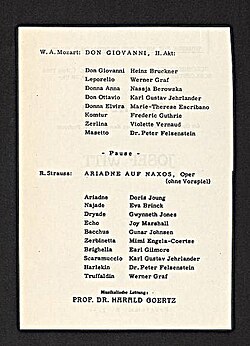 W.A.Mozart: DON GIOVANNI, II.Akt:
Don Giovanni Heinz Bruckner
Leporello Werner Graf
Donna Anna Nassja Berowska
Don Ottavio Karl Gustav Jehrlander
Donna Elvira Marie-Therese Escribano
Komtur Frederic Guthrie
Zerlina Violette Vernaud
Masetto Dr.Peter Felsenstein
- Pause -
R.Strauss: ARIADNE AUF NAXOS, Oper
(ohne Vorspiel)
Ariadne Doris Joung
Najade Eva Brinck
Dryade Gwynneth Jones
Echo Joy Marshall
Bacchus Gunar Johnsen
Zerbinetta Mimi Engela-Coertse
Brighella Earl Gilmore
Scaramuccio Karl Gustav Jehrlander
Harlekin Dr.Peter Felsenstein
Truffaldin Werner Graf
Musikalische Leitung:
PROF. DR. HARALD GOERTZ